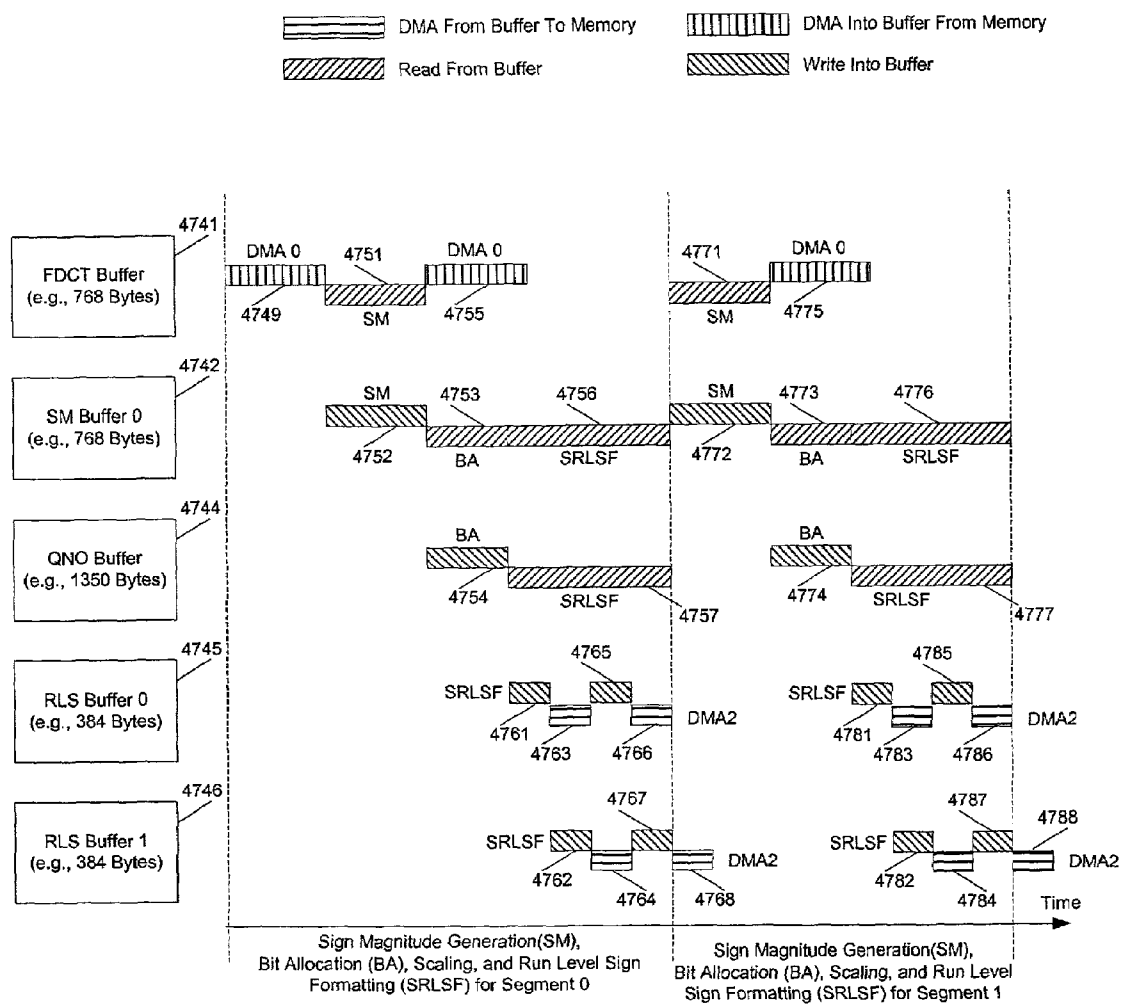 DMA From Buffer To Memory
DMA Into Buffer From Memory
Read From Buffer
Write Into Buffer
4741
FDCT Buffer
(e.g., 768 Bytes)
DMA 0
4751
DMA 0
4749
SM
4755
4771
DMA 0
SM
4775
4742
SM Buffer 0
(e.g., 768 Bytes)
SM
4753
4756
SM
4773
4776
4752
BA
SRLSF
4772
BA
SRLSF
4744
QNO Buffer
(e.g., 1350 Bytes)
BA
BA
4754
SRLSF
4757
4774
SRLSF
4777
4745
RLS Buffer 0
(e.g., 384 Bytes)
4765
4785
SRLSF
DMA2
SRLSF
DMA2
4761
4763
4766
4781
4783
4786
4746
RLS Buffer 1
(e.g., 384 Bytes)
4767
4787
4788
SRLSF
DMA2
SRLSF
DMA2
4762
4764
4768
4782
4784
Time
Sign Magnitude Generation(SM),
Bit Allocation (BA), Scaling, and Run Level Sign
Formatting (SRLSF) for Segment 0
Sign Magnitude Generation(SM),
Bit Allocation (BA), Scaling, and Run Level
Sign Formatting (SRLSF) for Segment 1